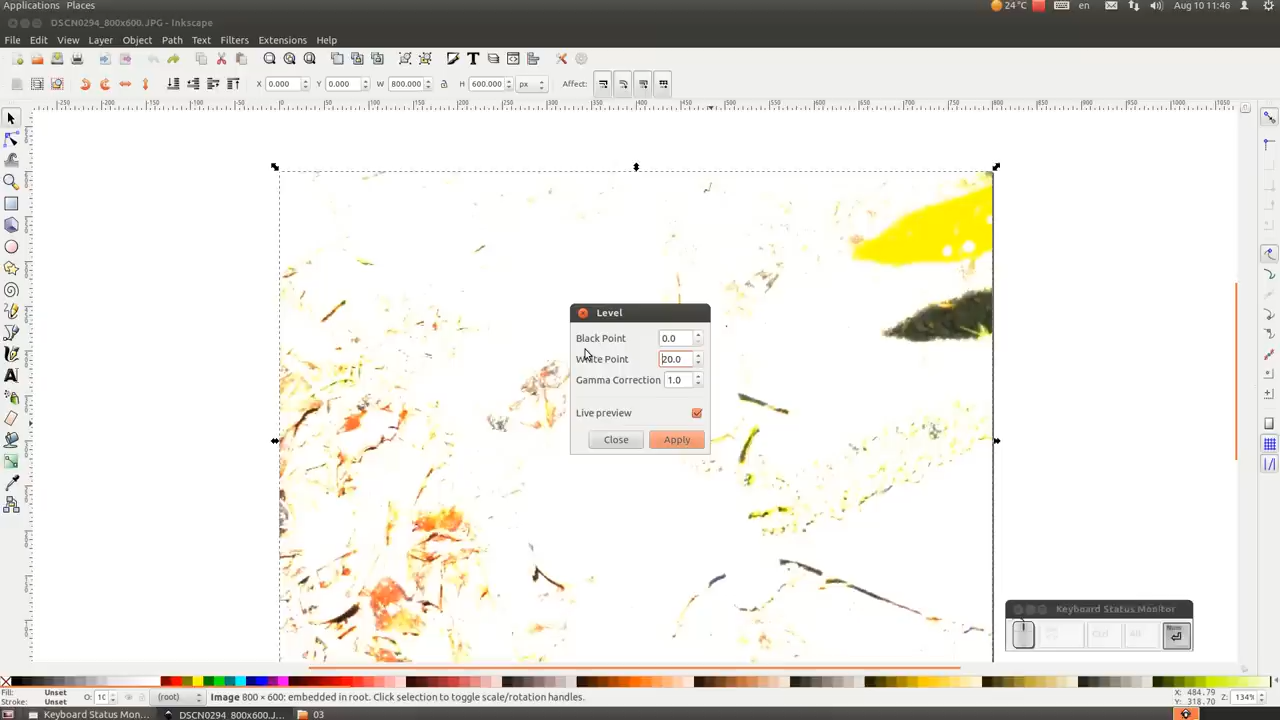 Applications Places 24°C en Aug 10 11:46
DSCN0294_800x600.JPG - Inkscape
File Edit View Layer Object Path Text Filters Extensions Help
X 0.000 Y 0.000 W 800.000 H 600.000 px Affect:
Level
Black Point 0.0
White Point 20.0
Gamma Correction 1.0
Live preview
Close Apply
Keyboard Status Monitor
Ctrl Alt
Fill: Unset O: 10 (root) Image 800 × 600: embedded in root. Click selection to toggle scale/rotation handles. X: 484.79 Z: 134%
Stroke: Unset Y: 318.70
Keyboard Status Mon... DSCN0294_800x600.J... 03